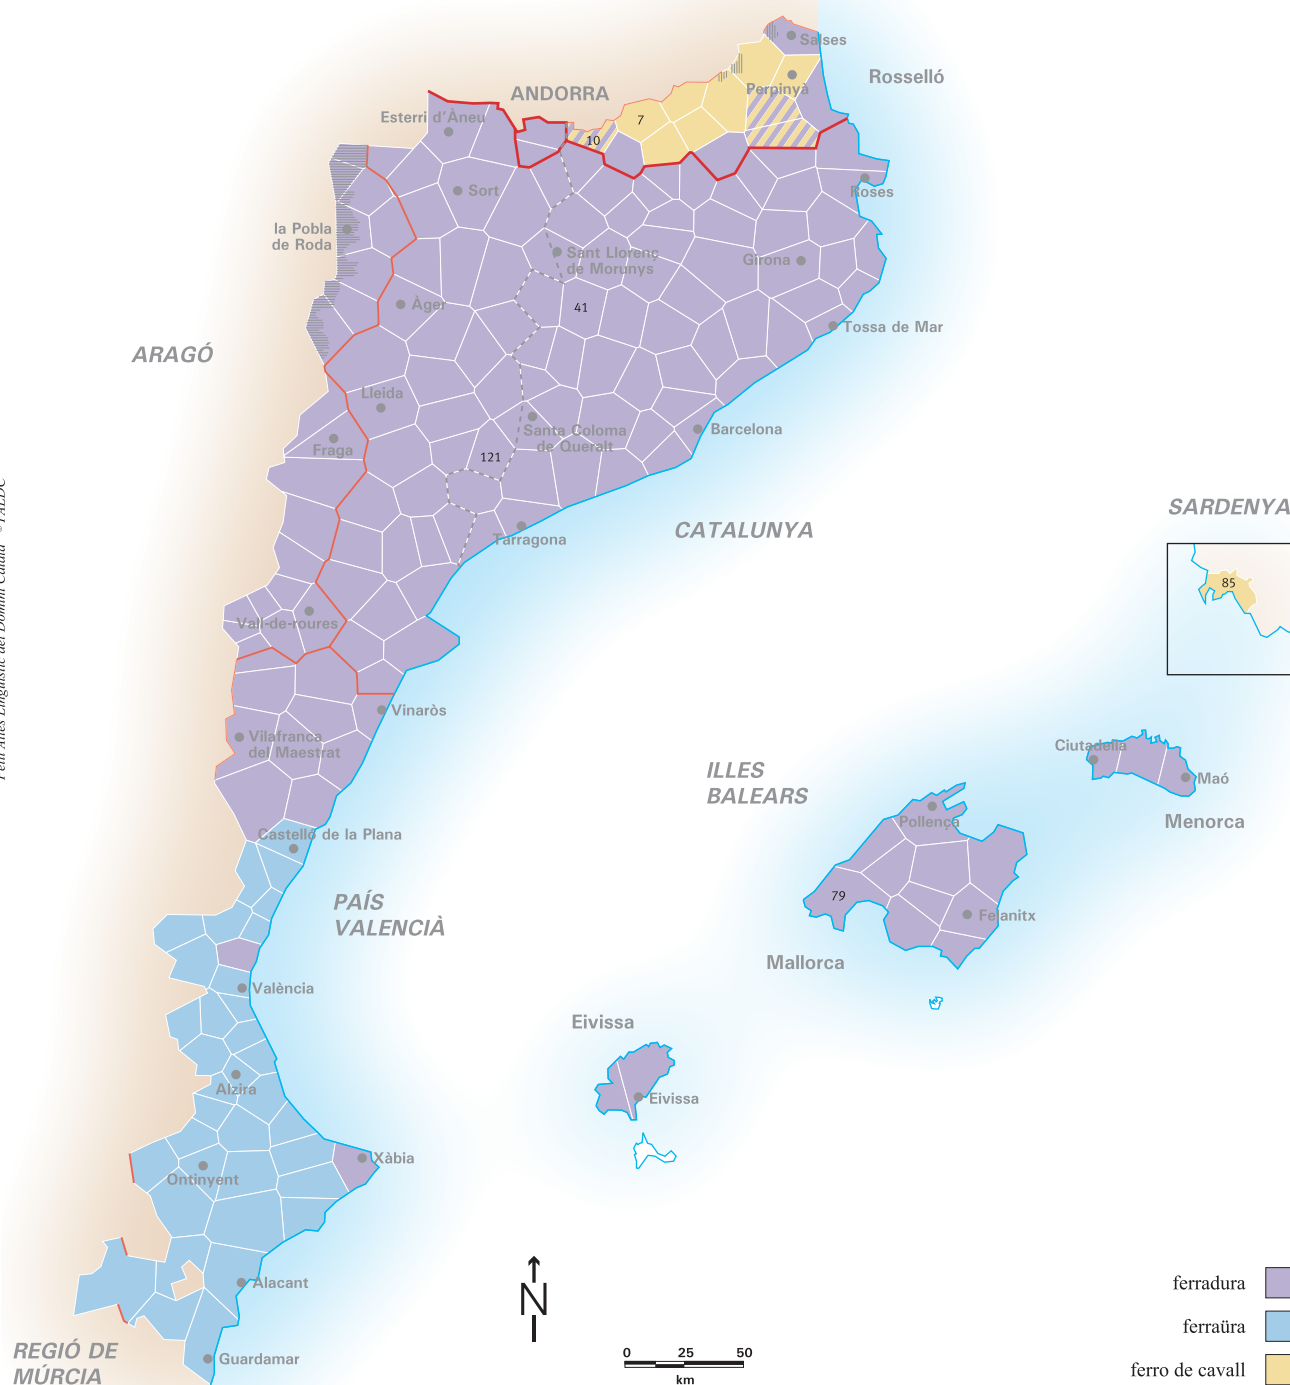 Salses
Rosselló
Perpinyà
ANDORRA
Esterri d'Àneu
7
10
Sort
Roses
la Pobla
de Roda
Sant Llorenç
de Morunys
Girona
Àger
41
Tossa de Mar
ARAGÓ
Lleida
Santa Coloma
de Queralt
Barcelona
Fraga
121
SARDENYA
CATALUNYA
Tarragona
85
Vall-de-roures
Vinaròs
Vilafranca
del Maestrat
Ciutadella
Maó
ILLES
BALEARS
Pollença
Menorca
Castelló de la Plana
79
PAÍS
VALENCIÀ
Felanitx
Mallorca
València
Eivissa
Alzira
Eivissa
Xàbia
Ontinyent
Alacant
N
ferradura
ferraüra
ferro de cavall
REGIÓ DE
MÚRCIA
Guardamar
0 25 50
km